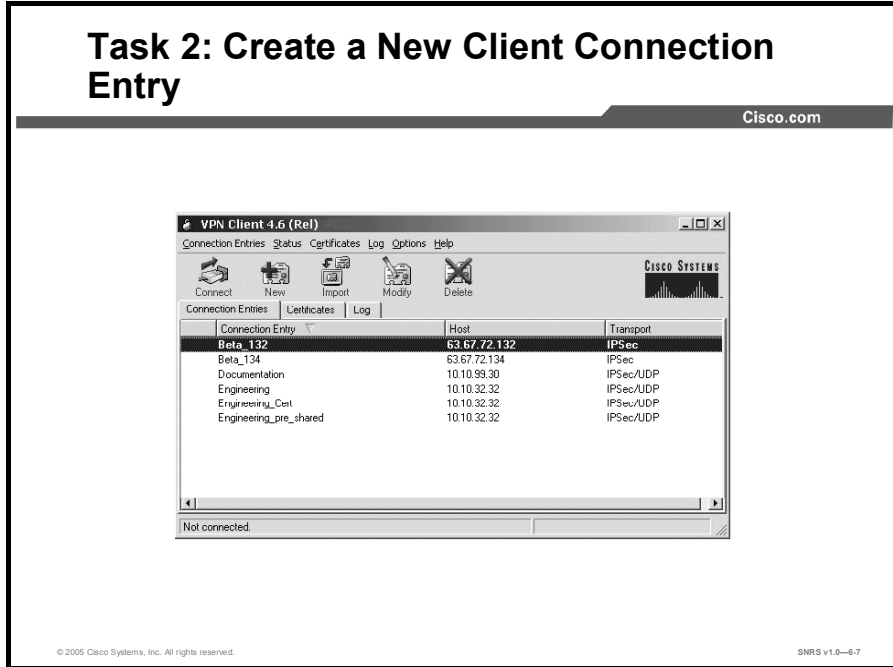 Task 2: Create a New Client Connection
Entry
Cisco.com
VPN Client 4.6 (Rel)
Connection Entries Status Certificates Log Options Help
Connect New Import Modify Delete
CISCO SYSTEMS
Connection Entries Certificates Log
Connection Entry Host Transport
Beta_132 63.67.72.132 IPSec
Beta_134 63.67.72.134 IPSec
Documentation 10.10.99.30 IPSec/UDP
Engineering 10.10.32.32 IPSec/UDP
Engineering_Cert 10.10.32.32 IPSec/UDP
Engineering_pre_shared 10.10.32.32 IPSec/UDP
Not connected.
© 2005 Cisco Systems, Inc. All rights reserved. SNRS v1.0—6-7